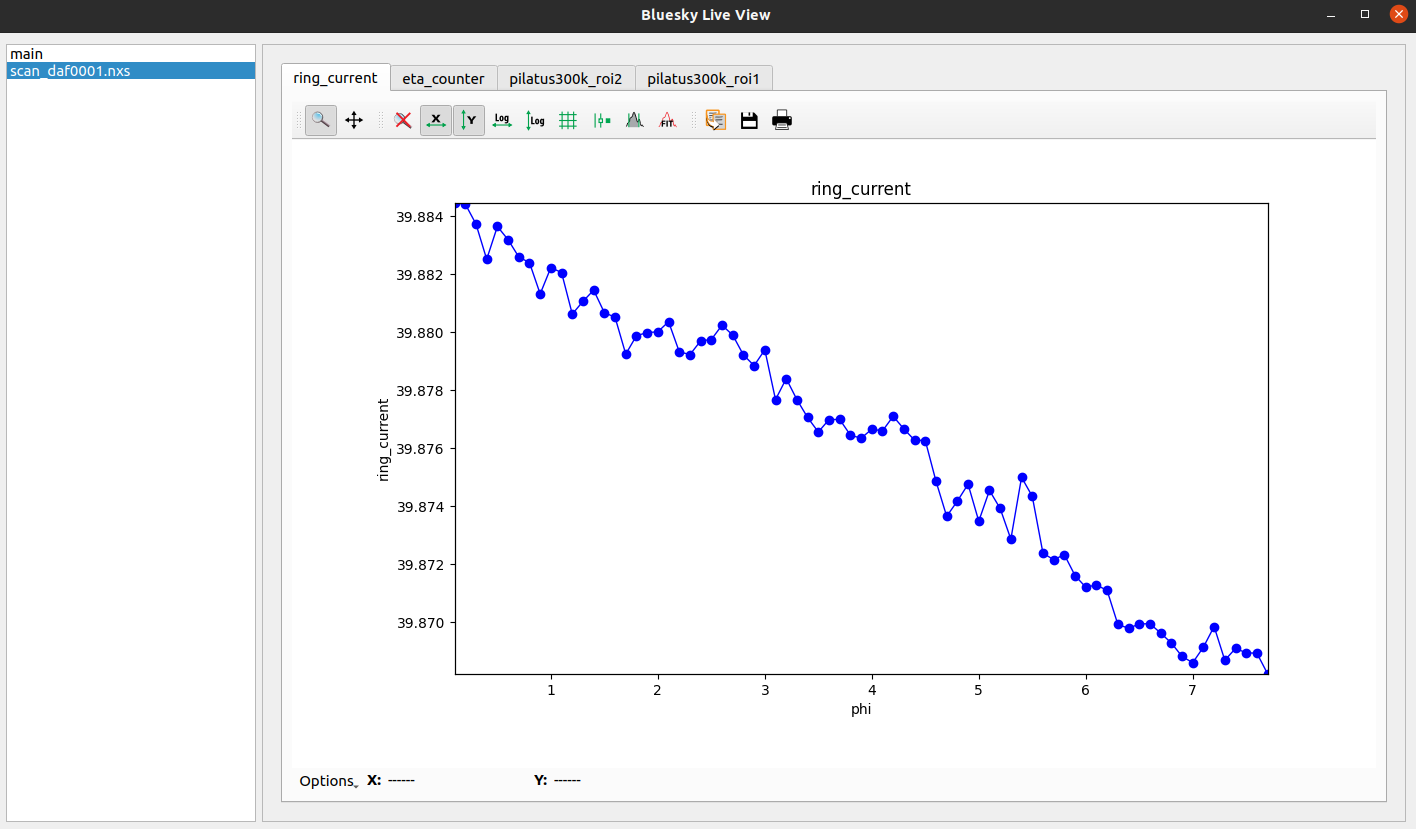 Bluesky Live View
main
scan_daf0001.nxs
ring_current eta_counter pilatus300k_roi2 pilatus300k_roi1
X Y Log Log FIT
ring_current
39.884
39.882
39.880
39.878
39.876
39.874
39.872
39.870
ring_current
1 2 3 4 5 6 7
phi
Options X: ------ Y: ------